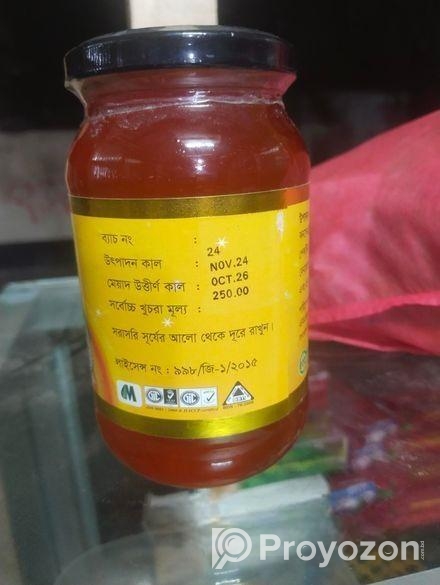 ব্যাচ নং : 24
উৎপাদন কাল : NOV.24
মেয়াদ উত্তীর্ণ কাল : OCT.26
সর্বোচ্চ খুচরা মূল্য : 250.00
সরাসরি সূর্যের আলো থেকে দূরে রাখুন।
লাইসেন্স নং : ৯৯৮/জি-১/২০১৫
Proyozon